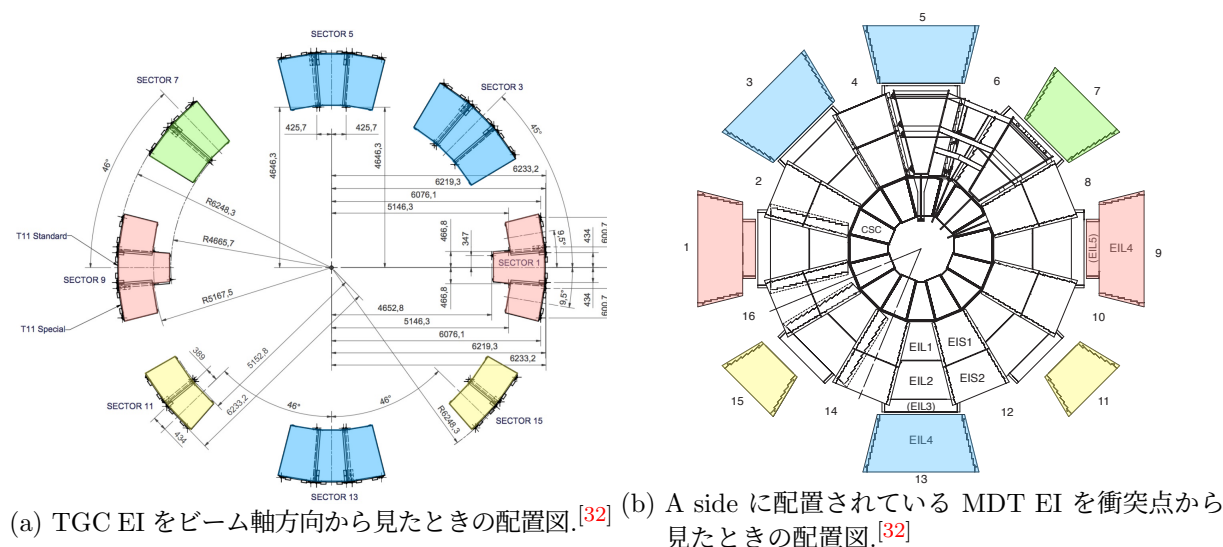 SECTOR 5
SECTOR 7
SECTOR 3
46°
45°
425,7
425,7
4646,3
4646,3
6233,2
6219,3
6076,1
5146,3
R6248,3
R4665,7
R5167,5
466,8
347
9,5°
434
600,7
T11 Standard
SECTOR 9
SECTOR 1
T11 Special
466,8
434
9,5°
600,7
4652,8
5146,3
6076,1
6219,3
6233,2
389
5152,8
6233,2
SECTOR 11
434
46°
46°
R6248,3
SECTOR 15
SECTOR 13
(a) TGC EI をビーム軸方向から見たときの配置図.[32]
5
4
6
3
7
2
8
CSC
1
(EIL5)
EIL4
9
16
10
EIL1
EIS1
EIL2
EIS2
15
14
(EIL3)
12
11
EIL4
13
(b) A side に配置されている MDT EI を衝突点から
見たときの配置図.[32]